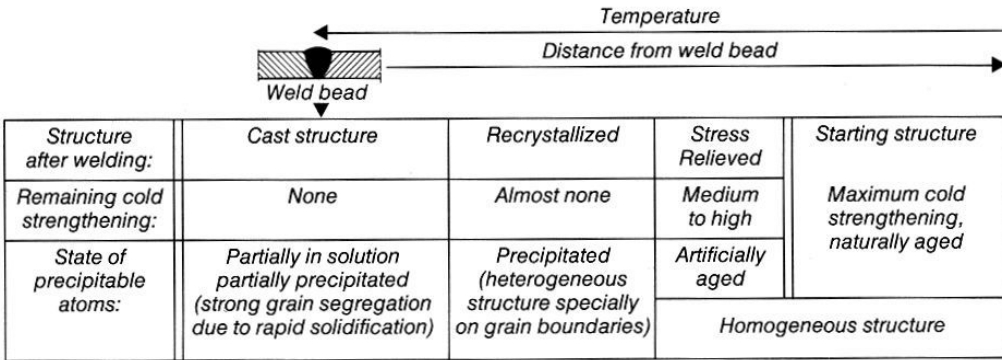 Temperature
Distance from weld bead
Weld bead
Structure
after welding:
Cast structure
Recrystallized
Stress
Relieved
Starting structure
Remaining cold
strengthening:
None
Almost none
Medium
to high
Maximum cold
strengthening,
naturally aged
State of
precipitable
atoms:
Partially in solution
partially precipitated
(strong grain segregation
due to rapid solidification)
Precipitated
(heterogeneous
structure specially
on grain boundaries)
Artificially
aged
Homogeneous structure